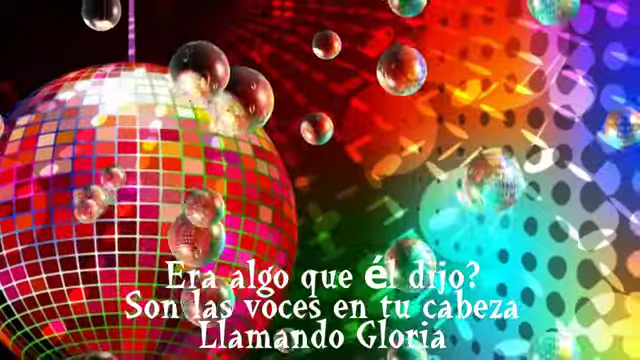 Era algo que él dijo?
Son las voces en tu cabeza
Llamando Gloria